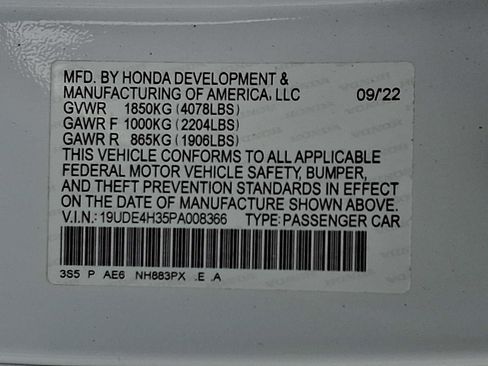 MFD. BY HONDA DEVELOPMENT &
MANUFACTURING OF AMERICA, LLC 09/'22
GVWR 1850KG (4078LBS)
GAWR F 1000KG (2204LBS)
GAWR R 865KG (1906LBS)
THIS VEHICLE CONFORMS TO ALL APPLICABLE
FEDERAL MOTOR VEHICLE SAFETY, BUMPER,
AND THEFT PREVENTION STANDARDS IN EFFECT
ON THE DATE OF MANUFACTURE SHOWN ABOVE.
V.I.N.: 19UDE4H35PA008366 TYPE: PASSENGER CAR
3S5 P AE6 NH883PX .E .A